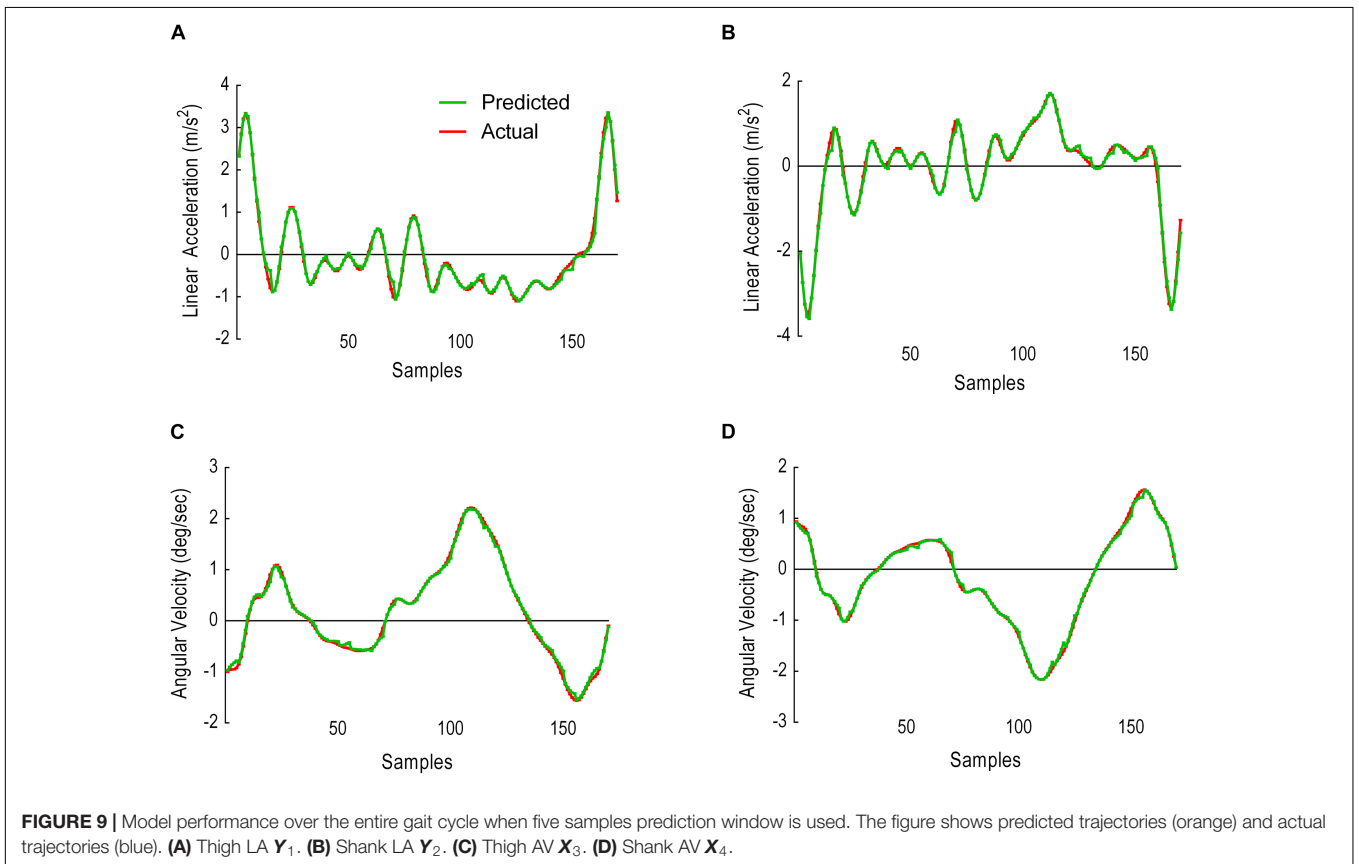 A
4
3
2
1
0
-1
-2
50
100
150
Linear Acceleration (m/s²)
Samples
Predicted
Actual
B
2
0
-2
-4
50
100
150
Linear Acceleration (m/s²)
Samples
C
3
2
1
0
-1
-2
50
100
150
Angular Velocity (deg/sec)
Samples
D
2
1
0
-1
-2
-3
50
100
150
Angular Velocity (deg/sec)
Samples
FIGURE 9 | Model performance over the entire gait cycle when five samples prediction window is used. The figure shows predicted trajectories (orange) and actual
trajectories (blue). (A) Thigh LA Y₁. (B) Shank LA Y₂. (C) Thigh AV X₃. (D) Shank AV X₄.